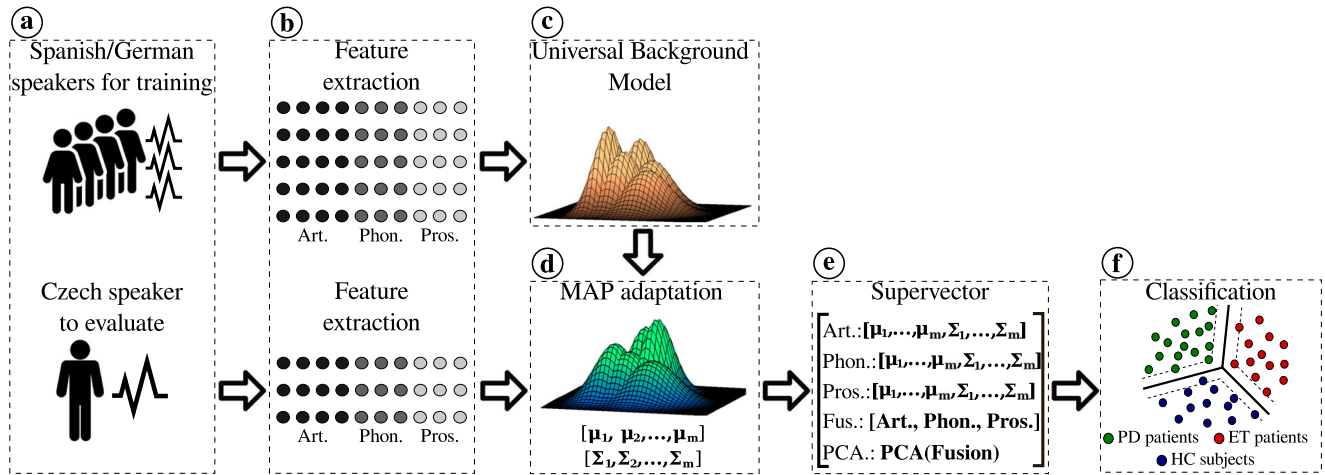 a
Spanish/German
speakers for training
Czech speaker
to evaluate
b
Feature
extraction
Art. Phon. Pros.
Feature
extraction
Art. Phon. Pros.
c
Universal Background
Model
d
MAP adaptation
[μ₁, μ₂,...,μₘ]
[Σ₁,Σ₂,...,Σₘ]
e
Supervector
Art.:[μ₁,...,μₘ,Σ₁,...,Σₘ]
Phon.:[μ₁,...,μₘ,Σ₁,...,Σₘ]
Pros.:[μ₁,...,μₘ,Σ₁,...,Σₘ]
Fus.: [Art., Phon., Pros.]
PCA.: PCA(Fusion)
f
Classification
PD patients ET patients
HC subjects